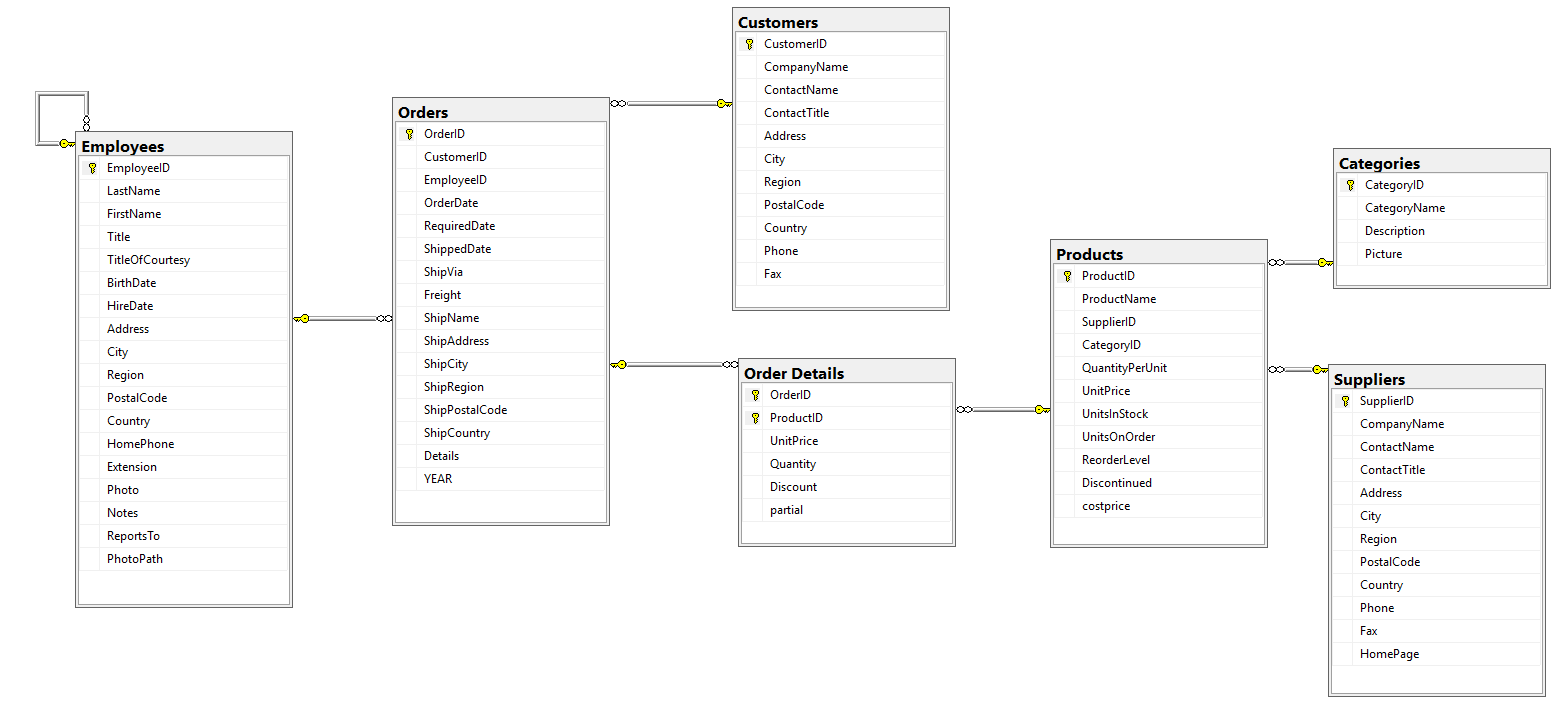 Employees
EmployeeID
LastName
FirstName
Title
TitleOfCourtesy
BirthDate
HireDate
Address
City
Region
PostalCode
Country
HomePhone
Extension
Photo
Notes
ReportsTo
PhotoPath
Orders
OrderID
CustomerID
EmployeeID
OrderDate
RequiredDate
ShippedDate
ShipVia
Freight
ShipName
ShipAddress
ShipCity
ShipRegion
ShipPostalCode
ShipCountry
Details
YEAR
Customers
CustomerID
CompanyName
ContactName
ContactTitle
Address
City
Region
PostalCode
Country
Phone
Fax
Order Details
OrderID
ProductID
UnitPrice
Quantity
Discount
partial
Products
ProductID
ProductName
SupplierID
CategoryID
QuantityPerUnit
UnitPrice
UnitsInStock
UnitsOnOrder
ReorderLevel
Discontinued
costprice
Categories
CategoryID
CategoryName
Description
Picture
Suppliers
SupplierID
CompanyName
ContactName
ContactTitle
Address
City
Region
PostalCode
Country
Phone
Fax
HomePage